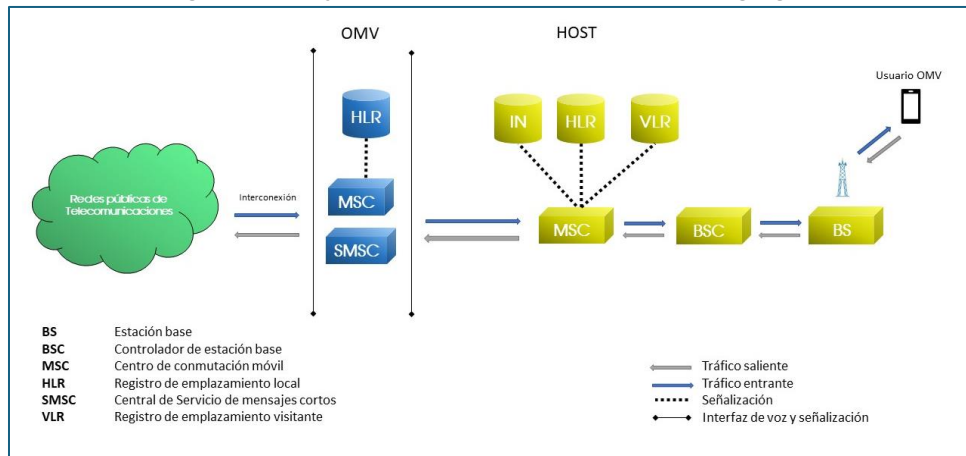 OMV
HOST
Usuario OMV
HLR
IN
HLR
VLR
Redes públicas de
Telecomunicaciones
Interconexión
MSC
SMSC
MSC
BSC
BS
BS Estación base
BSC Controlador de estación base
MSC Centro de conmutación móvil
HLR Registro de emplazamiento local
SMSC Central de Servicio de mensajes cortos
VLR Registro de emplazamiento visitante
Tráfico saliente
Tráfico entrante
Señalización
Interfaz de voz y señalización